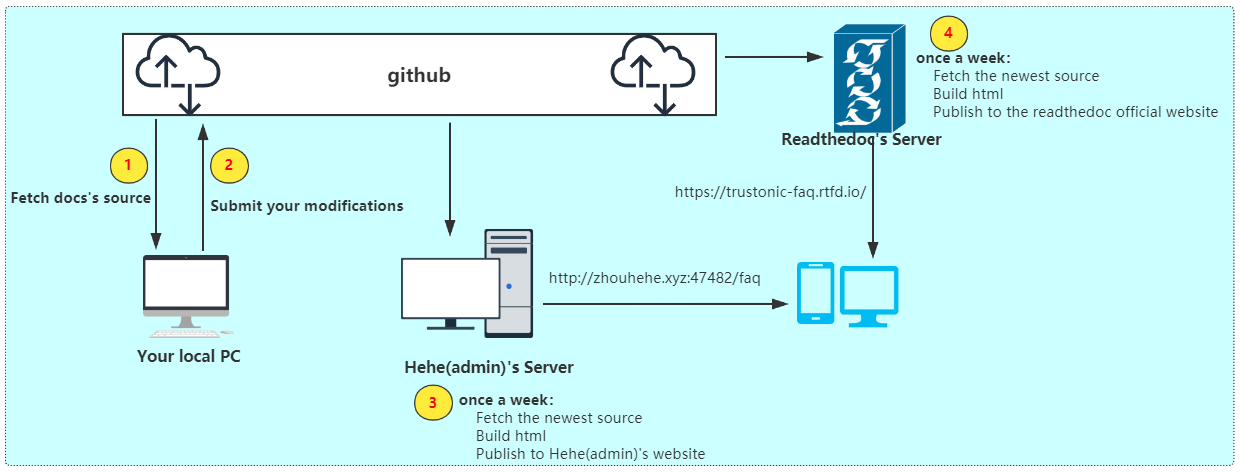 github
4
once a week:
Fetch the newest source
Build html
Publish to the readthedoc official website
Readthedoc's Server
1
2
Fetch docs's source
Submit your modifications
https://trustonic-faq.rtfd.io/
http://zhouhehe.xyz:47482/faq
Your local PC
Hehe(admin)'s Server
3
once a week:
Fetch the newest source
Build html
Publish to Hehe(admin)'s website